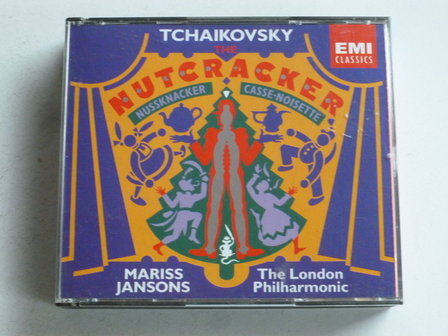 TCHAIKOVSKY
EMI
CLASSICS
THE
NUTCRACKER
NUSSKNACKER
CASSE-NOISETTE
MARISS
JANSONS
The London
Philharmonic